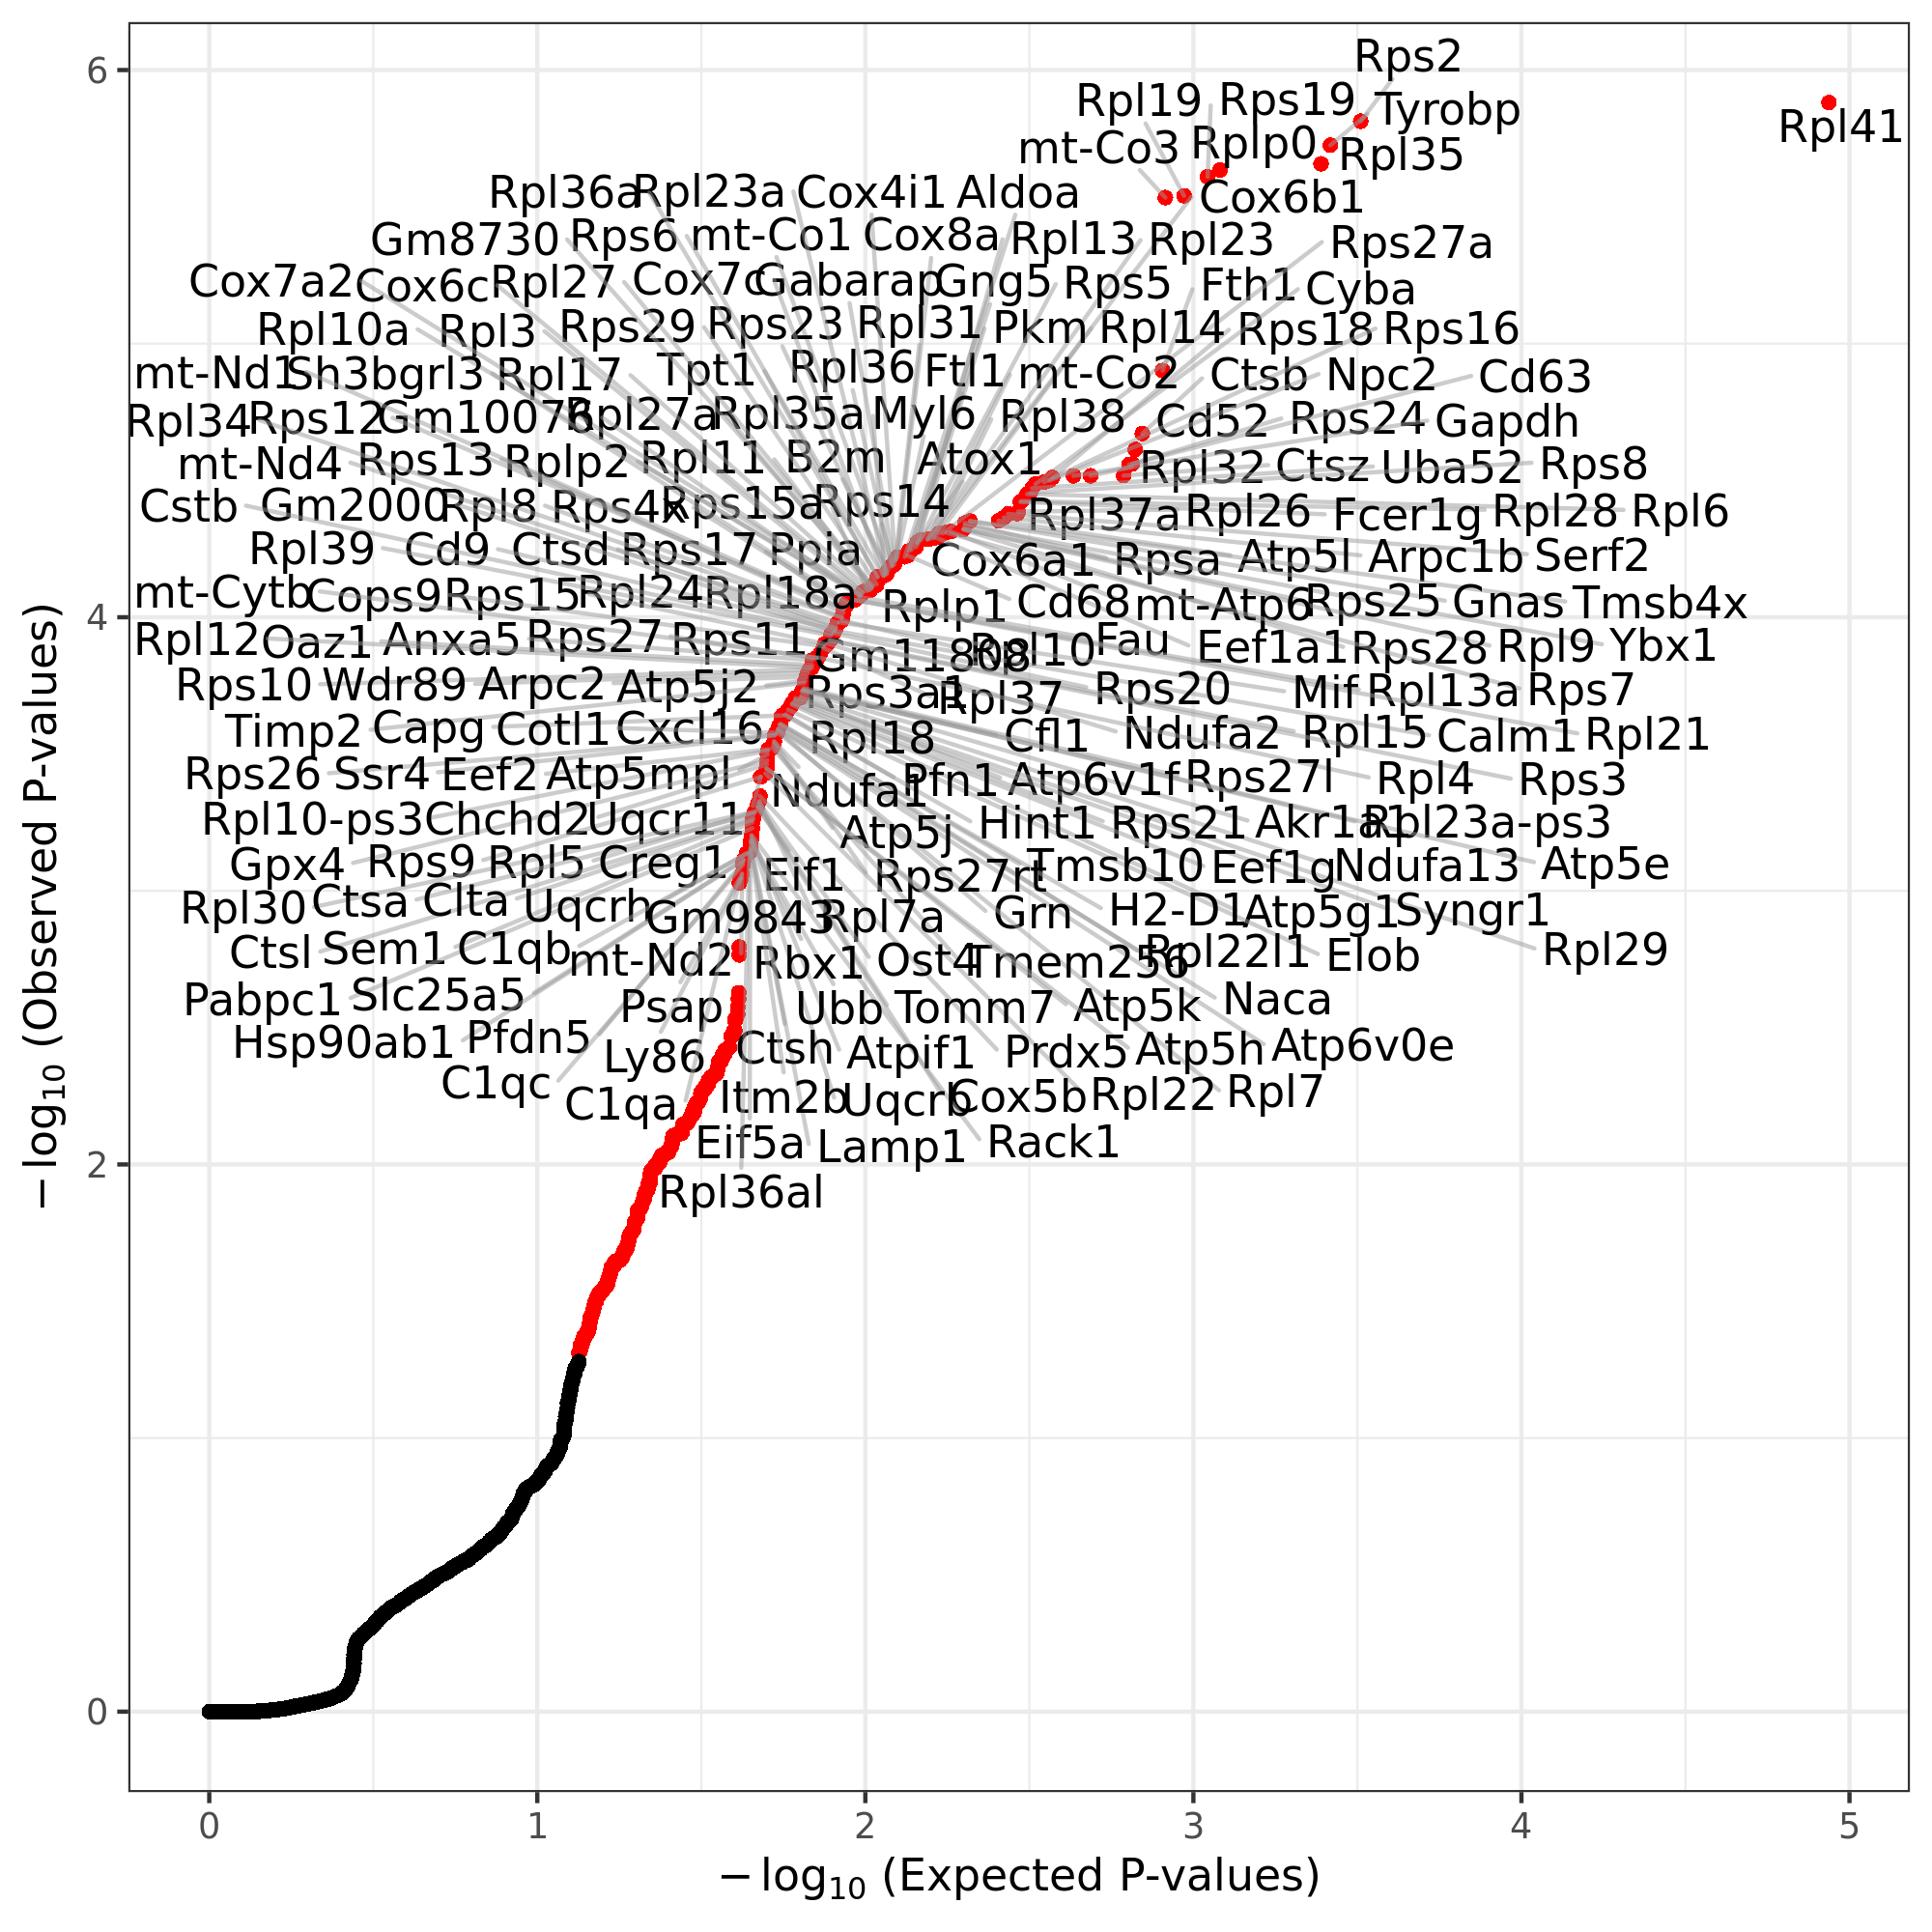 Rps2
Rpl19 Rps19 Tyrobp
Rpl41
mt-Co3 Rplp0 Rpl35
Rpl36a Rpl23a Cox4i1 Aldoa Cox6b1
Gm8730 Rps6 mt-Co1 Cox8a Rpl13 Rpl23 Rps27a
Cox7a2 Cox6c Rpl27 Cox7c Gabarap Gng5 Rps5 Fth1 Cyba
Rpl10a Rpl3 Rps29 Rps23 Rpl31 Pkm Rpl14 Rps18 Rps16
mt-Nd1 Sh3bgrl3 Rpl17 Tpt1 Rpl36 Ftl1 mt-Co2 Ctsb Npc2 Cd63
Rpl34 Rps12 Gm10076 Rpl27a Rpl35a Myl6 Rpl38 Cd52 Rps24 Gapdh
mt-Nd4 Rps13 Rplp2 Rpl11 B2m Atox1 Rpl32 Ctsz Uba52 Rps8
Cstb Gm2000 Rpl8 Rps4x Rps15a Rps14 Rpl37a Rpl26 Fcer1g Rpl28 Rpl6
Rpl39 Cd9 Ctsd Rps17 Ppia Cox6a1 Rpsa Atp5l Arpc1b Serf2
mt-Cytb Cops9 Rps15 Rpl24 Rpl18a Rplp1 Cd68 mt-Atp6 Rps25 Gnas Tmsb4x
Rpl12 Oaz1 Anxa5 Rps27 Rps11 Gm11808 Rpl10 Fau Eef1a1 Rps28 Rpl9 Ybx1
Rps10 Wdr89 Arpc2 Atp5j2 Rps3a1 Rpl37 Rps20 Mif Rpl13a Rps7
Timp2 Capg Cotl1 Cxcl16 Rpl18 Cfl1 Ndufa2 Rpl15 Calm1 Rpl21
Rps26 Ssr4 Eef2 Atp5mpl Ndufa1 Pfn1 Atp6v1f Rps27l Rpl4 Rps3
Rpl10-ps3 Chchd2 Uqcr11 Atp5j Hint1 Rps21 Akr1a1 Rpl23a-ps3
Gpx4 Rps9 Rpl5 Creg1 Eif1 Rps27rt Tmsb10 Eef1g Ndufa13 Atp5e
Rpl30 Ctsa Clta Uqcrh Gm9843 Rpl7a Grn H2-D1 Atp5g1 Syngr1
Ctsl Sem1 C1qb mt-Nd2 Rbx1 Ost4 Tmem256 Rpl22l1 Elob Rpl29
Pabpc1 Slc25a5 Psap Ubb Tomm7 Atp5k Naca
Hsp90ab1 Pfdn5 Ly86 Ctsh Atpif1 Prdx5 Atp5h Atp6v0e
C1qc C1qa Itm2b Uqcrb Cox5b Rpl22 Rpl7
Eif5a Lamp1 Rack1
Rpl36al
6
4
2
0
−log10 (Observed P-values)
0 1 2 3 4 5
−log10 (Expected P-values)